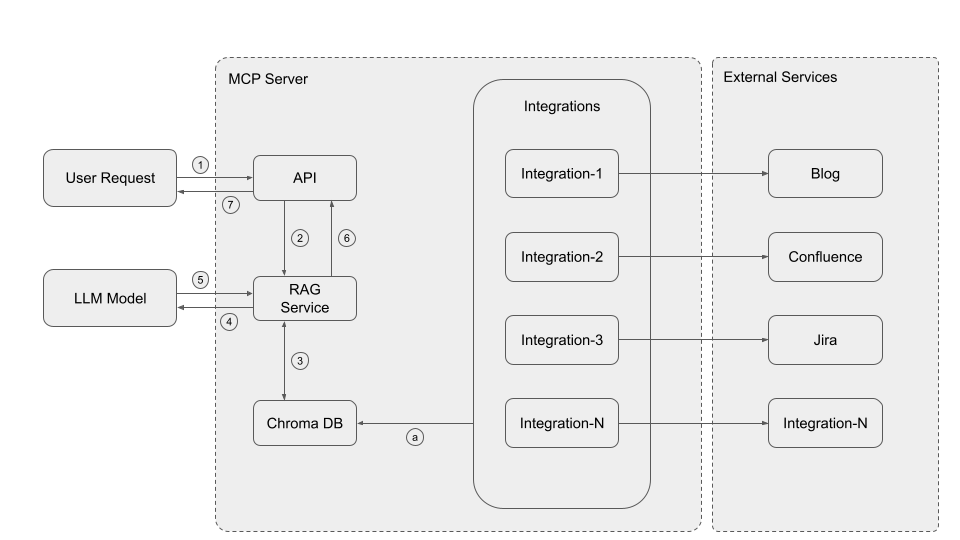 MCP Server
External Services
Integrations
1
User Request
API
Integration-1
Blog
7
2
6
Integration-2
Confluence
5
LLM Model
RAG
Service
4
Integration-3
Jira
3
Chroma DB
a
Integration-N
Integration-N